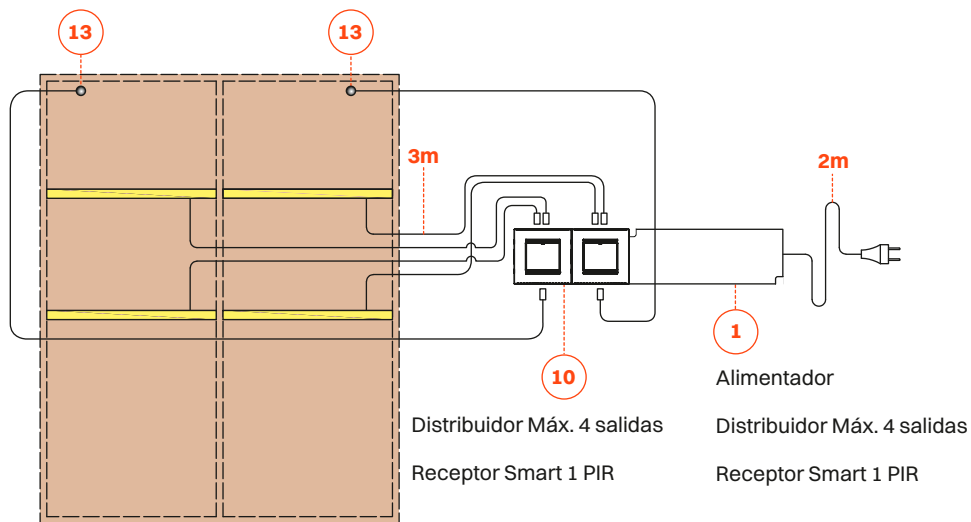 13
13
3m
2m
10
1
Alimentador
Distribuidor Máx. 4 salidas
Distribuidor Máx. 4 salidas
Receptor Smart 1 PIR
Receptor Smart 1 PIR